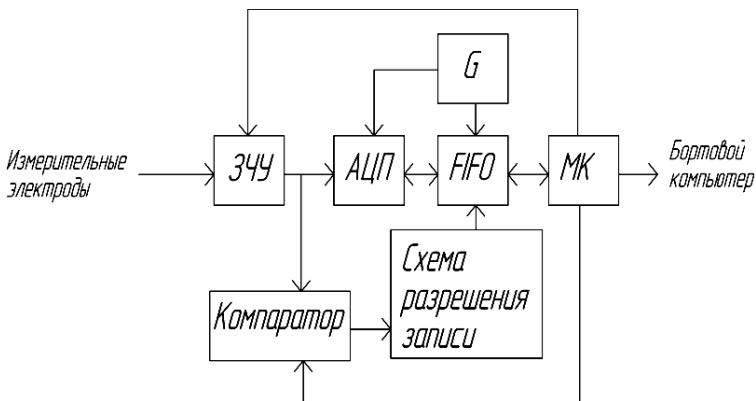 G
Измерительные
электроды
ЗЧУ
АЦП
FIFO
МК
Бортовой
компьютер
Компаратор
Схема
разрешения
записи